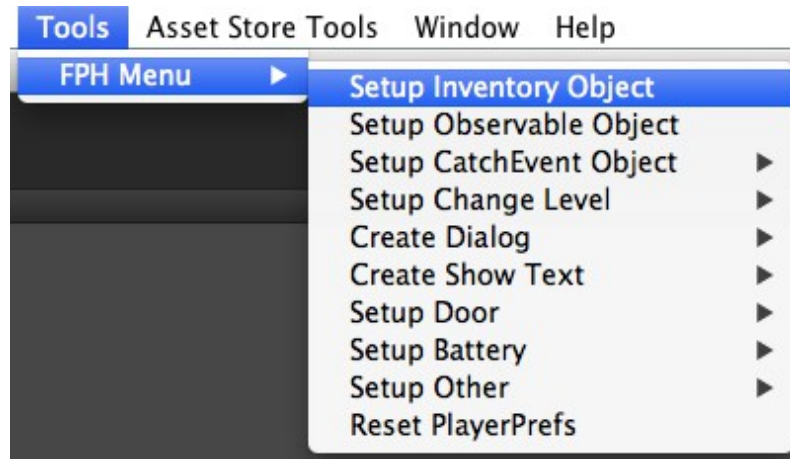 Tools Asset Store Tools Window Help
FPH Menu
Setup Inventory Object
Setup Observable Object
Setup CatchEvent Object
Setup Change Level
Create Dialog
Create Show Text
Setup Door
Setup Battery
Setup Other
Reset PlayerPrefs